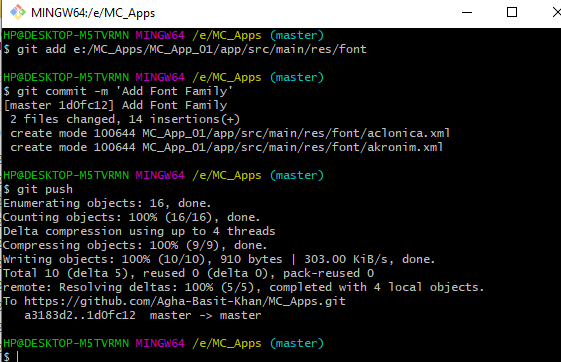 MINGW64:/e/MC_Apps
HP@DESKTOP-M5TVRMN MINGW64 /e/MC_Apps (master)
$ git add e:/MC_Apps/MC_App_01/app/src/main/res/font
HP@DESKTOP-M5TVRMN MINGW64 /e/MC_Apps (master)
$ git commit -m 'Add Font Family'
[master 1d0fc12] Add Font Family
 2 files changed, 14 insertions(+)
 create mode 100644 MC_App_01/app/src/main/res/font/aclonica.xml
 create mode 100644 MC_App_01/app/src/main/res/font/akronim.xml
HP@DESKTOP-M5TVRMN MINGW64 /e/MC_Apps (master)
$ git push
Enumerating objects: 16, done.
Counting objects: 100% (16/16), done.
Delta compression using up to 4 threads
Compressing objects: 100% (9/9), done.
Writing objects: 100% (10/10), 910 bytes | 303.00 KiB/s, done.
Total 10 (delta 5), reused 0 (delta 0), pack-reused 0
remote: Resolving deltas: 100% (5/5), completed with 4 local objects.
To https://github.com/Agha-Basit-Khan/MC_Apps.git
   a3183d2..1d0fc12  master -> master
HP@DESKTOP-M5TVRMN MINGW64 /e/MC_Apps (master)
$